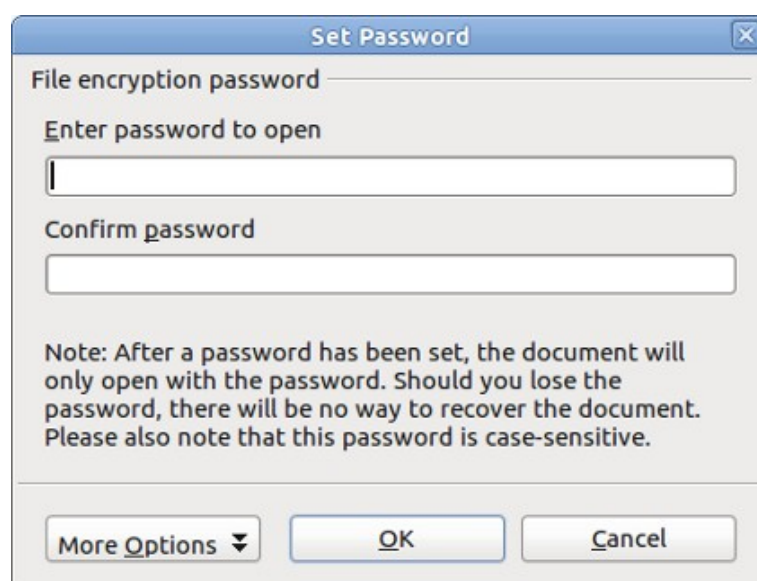 Set Password
File encryption password
Enter password to open
Confirm password
Note: After a password has been set, the document will
only open with the password. Should you lose the
password, there will be no way to recover the document.
Please also note that this password is case-sensitive.
More Options OK Cancel